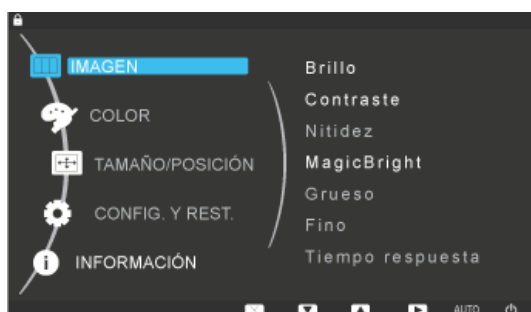 IMAGEN
COLOR
TAMAÑO/POSICIÓN
CONFIG. Y REST.
INFORMACIÓN
Brillo
Contraste
Nitidez
MagicBright
Grueso
Fino
Tiempo respuesta
AUTO